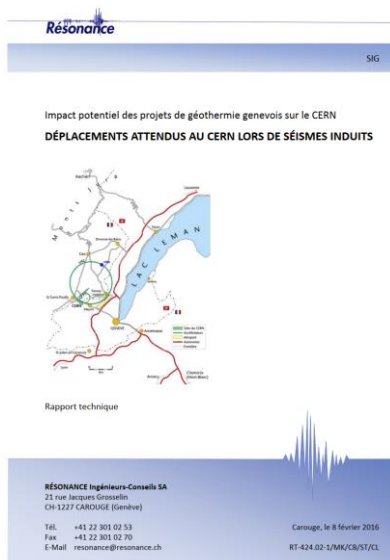 Résonance
SIG
Impact potentiel des projets de géothermie genevois sur le CERN
DÉPLACEMENTS ATTENDUS AU CERN LORS DE SÉISMES INDUITS
LAC LEMAN
GENEVE
CERN
Rapport technique
RÉSONANCE Ingénieurs-Conseils SA
21 rue Jacques Grosselin
CH-1227 CAROUGE (Genève)
Tél. +41 22 301 02 53
Fax +41 22 301 02 70
E-Mail resonance@resonance.ch
Carouge, le 8 février 2016
RT-424.02-1/MK/CB/ST/CL